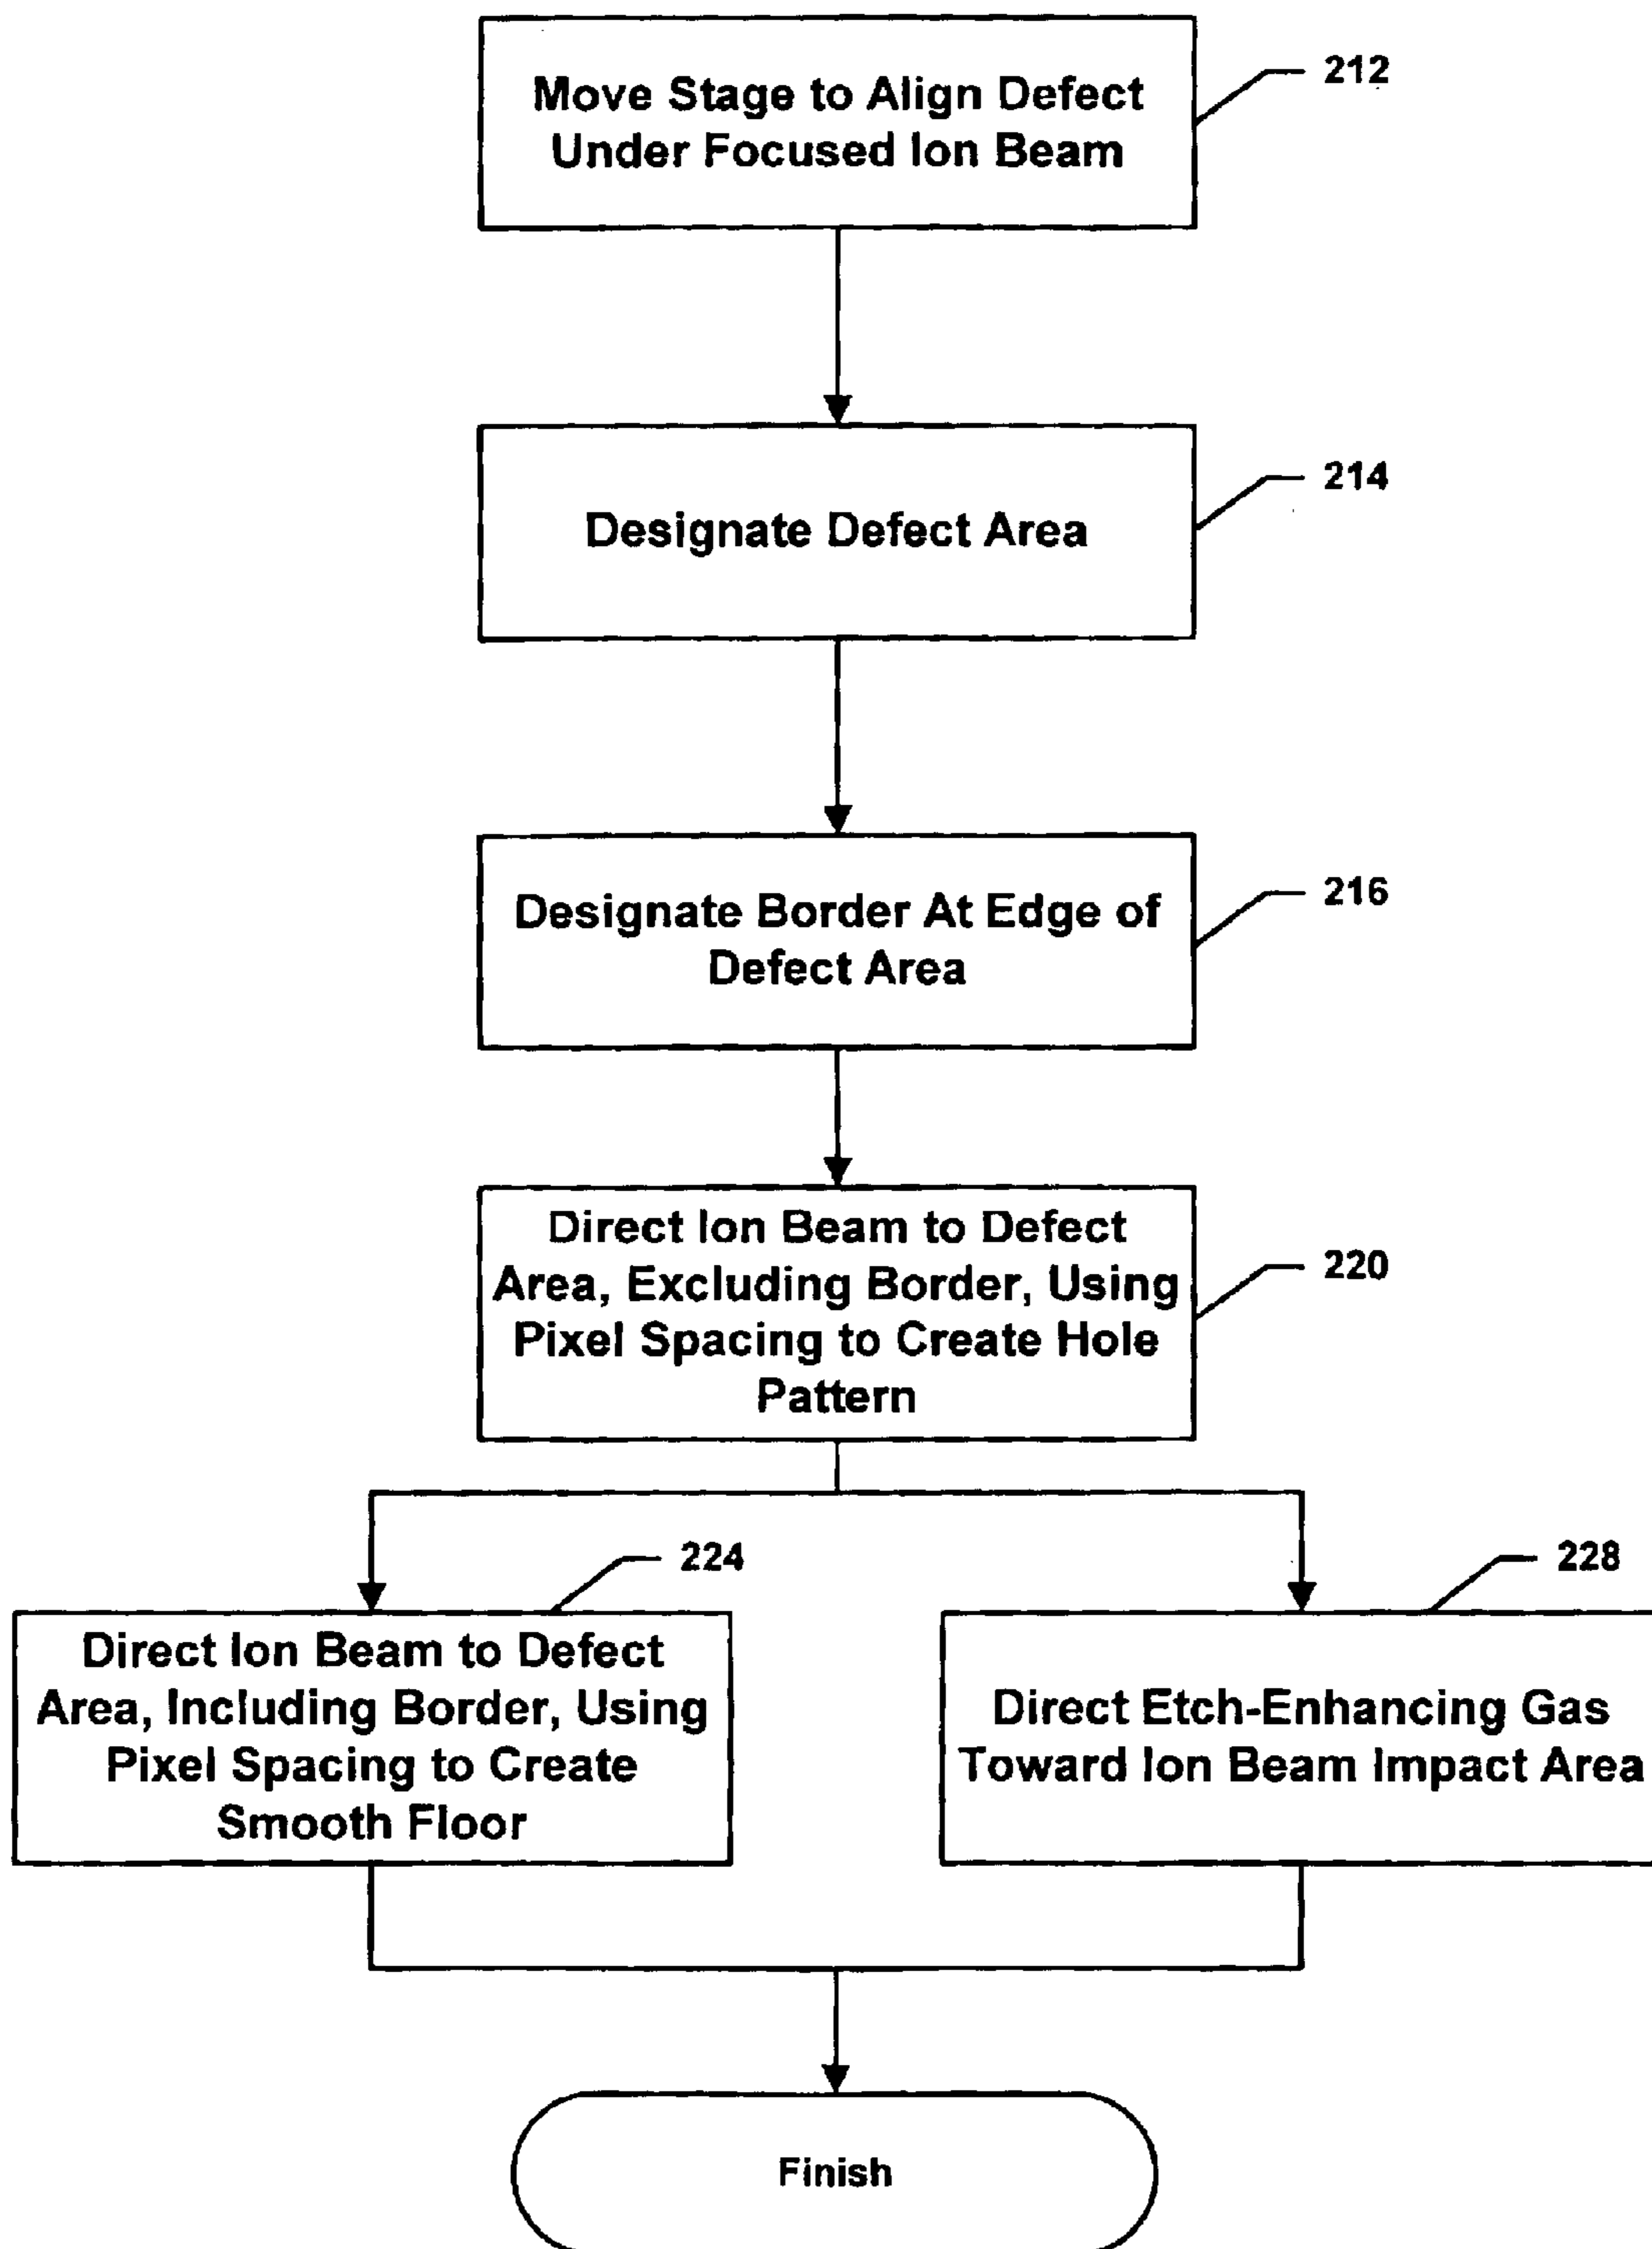 Move Stage to Align Defect
Under Focused Ion Beam
212
Designate Defect Area
214
Designate Border At Edge of
Defect Area
216
Direct Ion Beam to Defect
Area, Excluding Border, Using
Pixel Spacing to Create Hole
Pattern
220
224
Direct Ion Beam to Defect
Area, Including Border, Using
Pixel Spacing to Create
Smooth Floor
228
Direct Etch-Enhancing Gas
Toward Ion Beam Impact Area
Finish